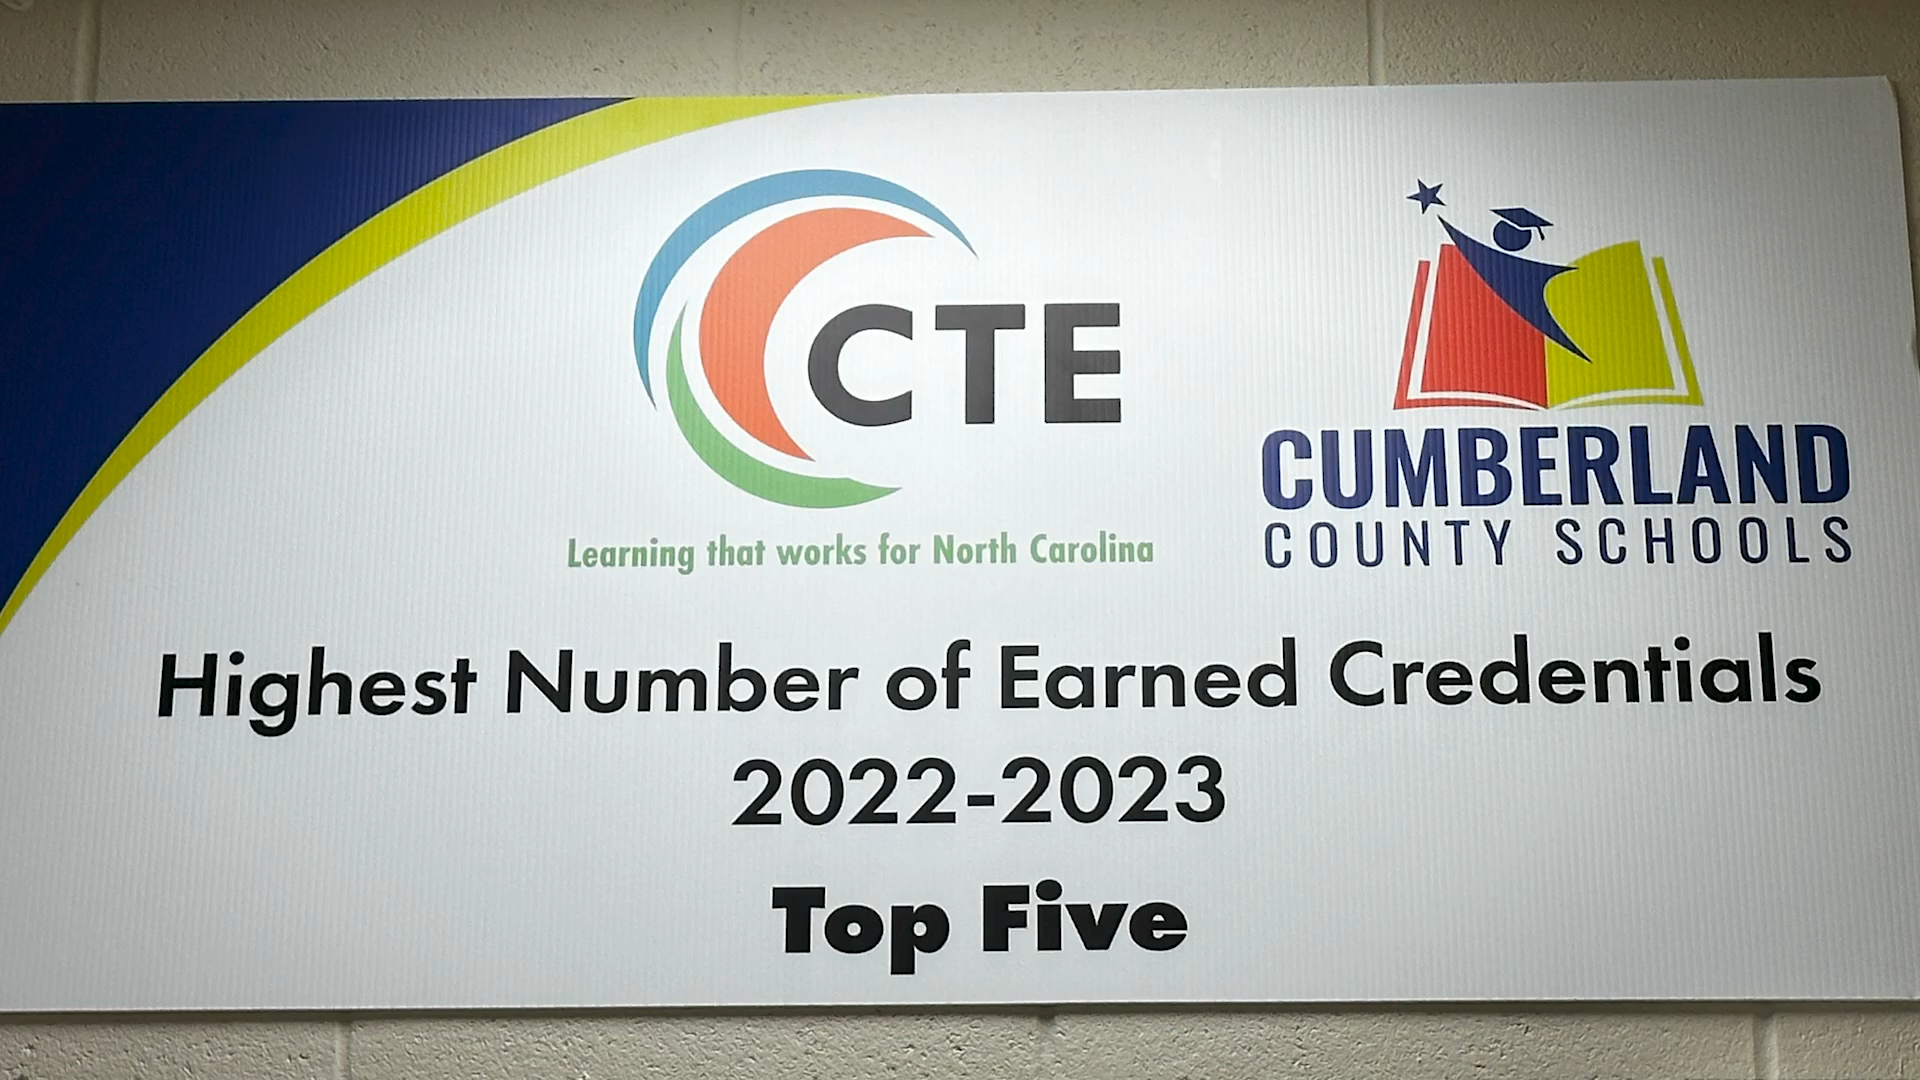 CTE
Learning that works for North Carolina
CUMBERLAND
COUNTY SCHOOLS
Highest Number of Earned Credentials
2022-2023
Top Five